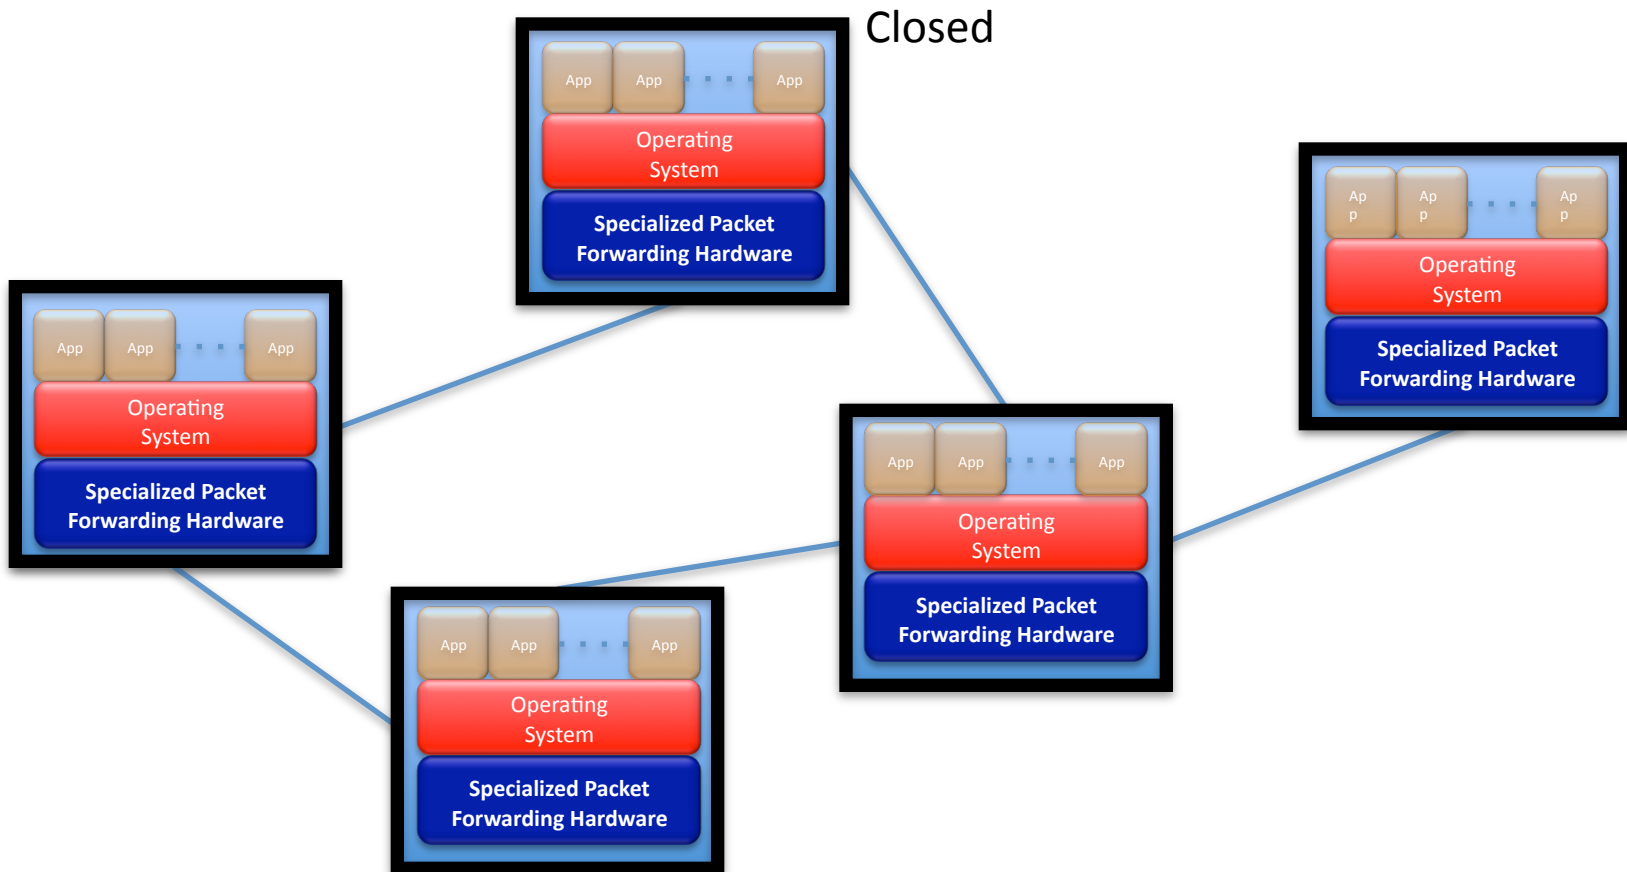 Closed
App App App
Operating
System
Specialized Packet
Forwarding Hardware
Ap Ap Ap
p p p
Operating
System
Specialized Packet
Forwarding Hardware
App App App
Operating
System
Specialized Packet
Forwarding Hardware
App App App
Operating
System
Specialized Packet
Forwarding Hardware
App App App
Operating
System
Specialized Packet
Forwarding Hardware